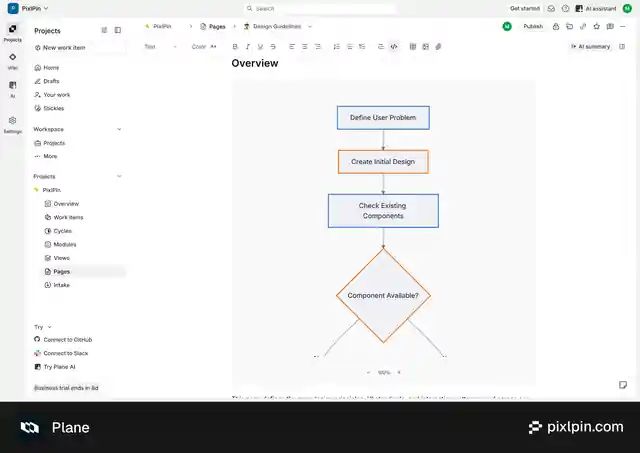 PixlPin
Search
Get started
AI assistant
M
Projects
Wiki
AI
Settings
Projects
New work item
Home
Drafts
Your work
Stickies
Workspace
Projects
More
Projects
PixlPin
Overview
Work items
Cycles
Modules
Views
Pages
Intake
Try
Connect to GitHub
Connect to Slack
Try Plane AI
Business trial ends in 8d
PixlPin > Pages > Design Guidelines
M
Publish
Text
Color
AI summary
Overview
Define User Problem
Create Initial Design
Check Existing
Components
Component Available?
100%
Plane
pixlpin.com